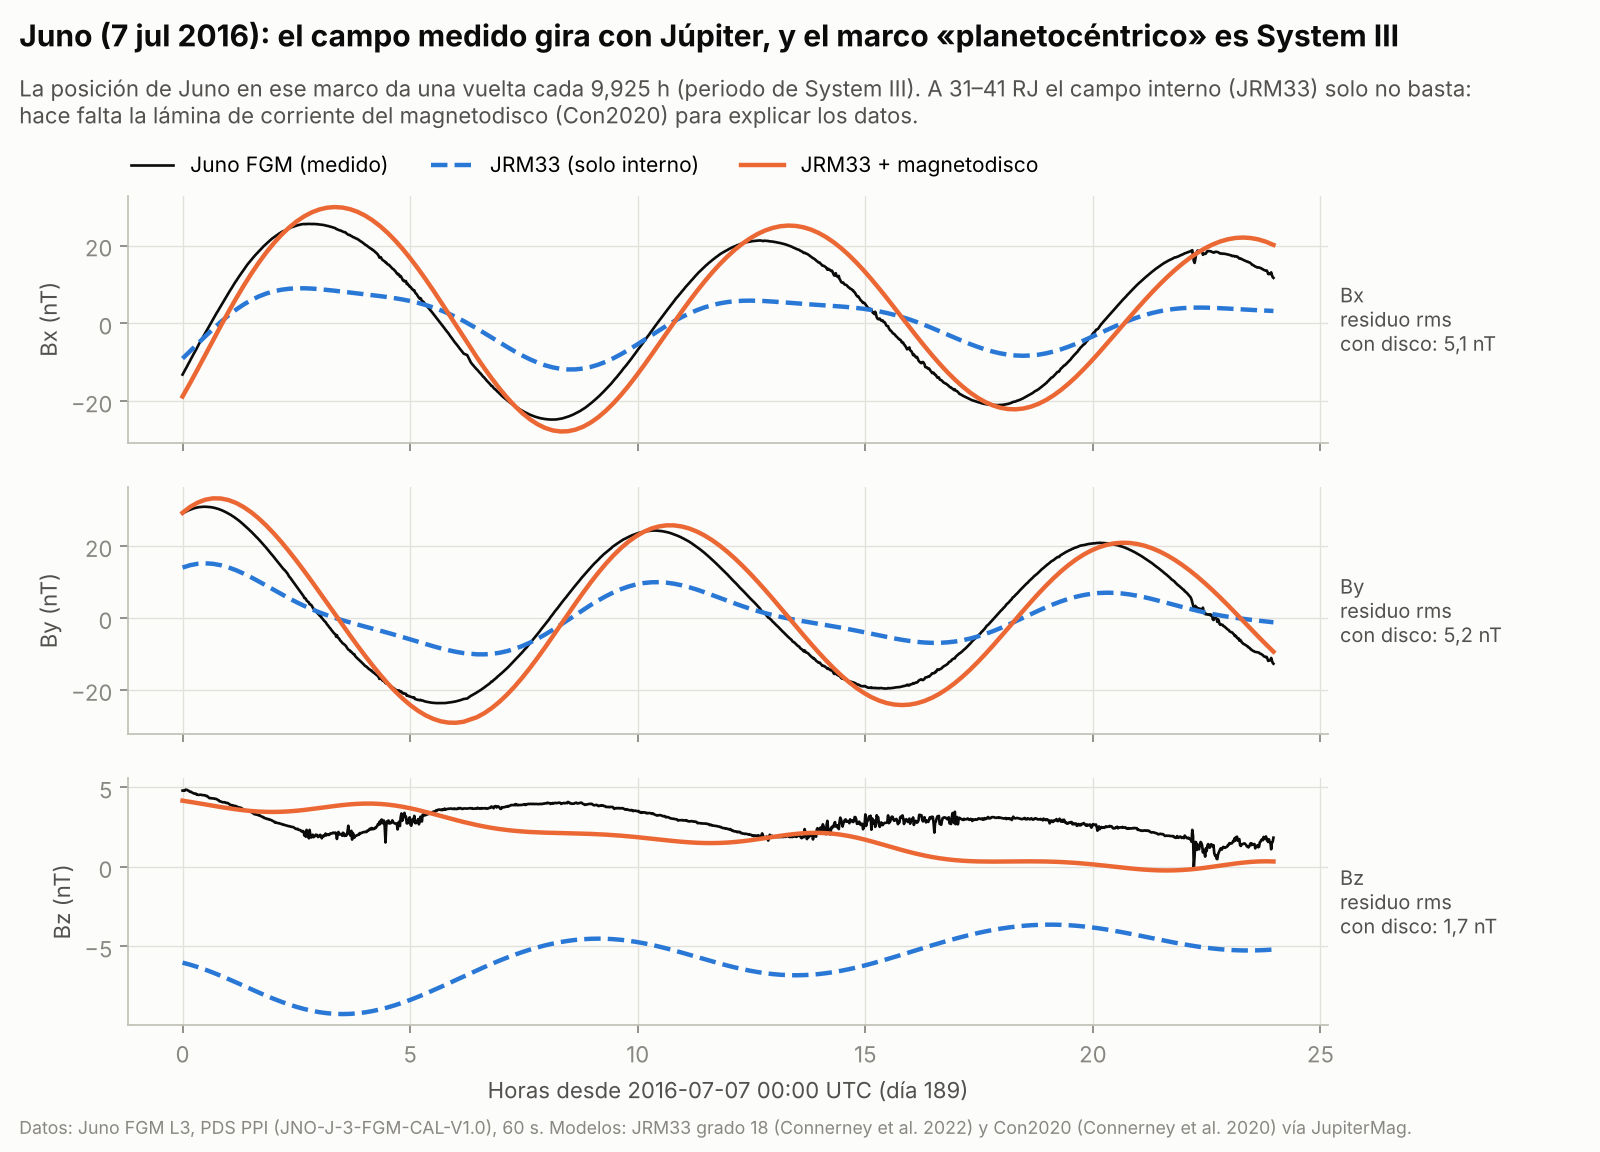 Juno (7 jul 2016): el campo medido gira con Júpiter, y el marco «planetocéntrico» es System III
La posición de Juno en ese marco da una vuelta cada 9,925 h (periodo de System III). A 31–41 RJ el campo interno (JRM33) solo no basta:
hace falta la lámina de corriente del magnetodisco (Con2020) para explicar los datos.
Juno FGM (medido)
JRM33 (solo interno)
JRM33 + magnetodisco
Bx (nT)
20
0
−20
Bx
residuo rms
con disco: 5,1 nT
By (nT)
20
0
−20
By
residuo rms
con disco: 5,2 nT
Bz (nT)
5
0
−5
Bz
residuo rms
con disco: 1,7 nT
0
5
10
15
20
25
Horas desde 2016-07-07 00:00 UTC (día 189)
Datos: Juno FGM L3, PDS PPI (JNO-J-3-FGM-CAL-V1.0), 60 s. Modelos: JRM33 grado 18 (Connerney et al. 2022) y Con2020 (Connerney et al. 2020) vía JupiterMag.